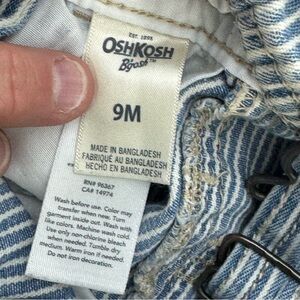 EST. 1895
OSHKOSH
B'gosh™
9M
MADE IN BANGLADESH
FABRIQUÉ AU BANGLADESH
HECHO EN BANGLADESH
RN# 96367
CA# 14974
Wash before use. Color may
transfer when new. Turn
garment inside out. Wash with
like colors. Machine wash cold.
Use only non-chlorine bleach
when needed. Tumble dry
medium. Warm iron if needed.
Do not iron decoration.